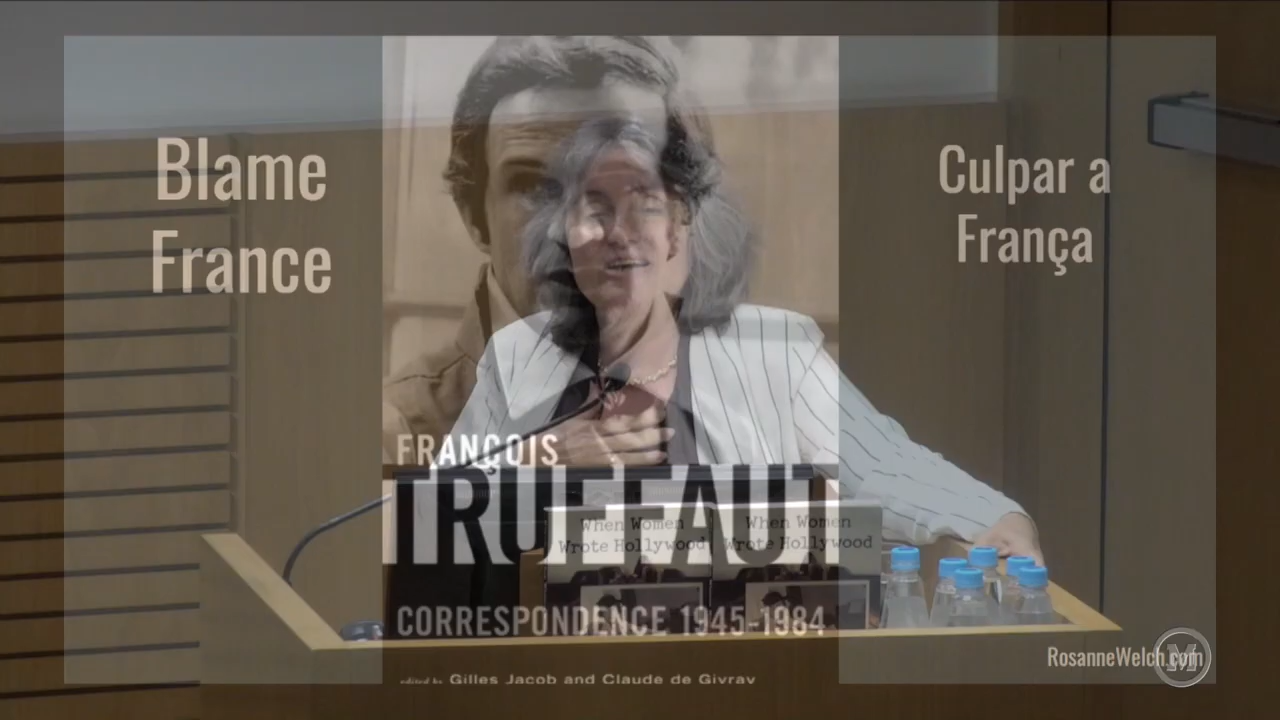 Blame
France
Culpar a
França
FRANÇOIS
TRUFFAUT
When Women
Wrote Hollywood
When Women
Wrote Hollywood
CORRESPONDENCE 1945-1984
edited by Gilles Jacob and Claude de Givray
RosanneWelch.com
M